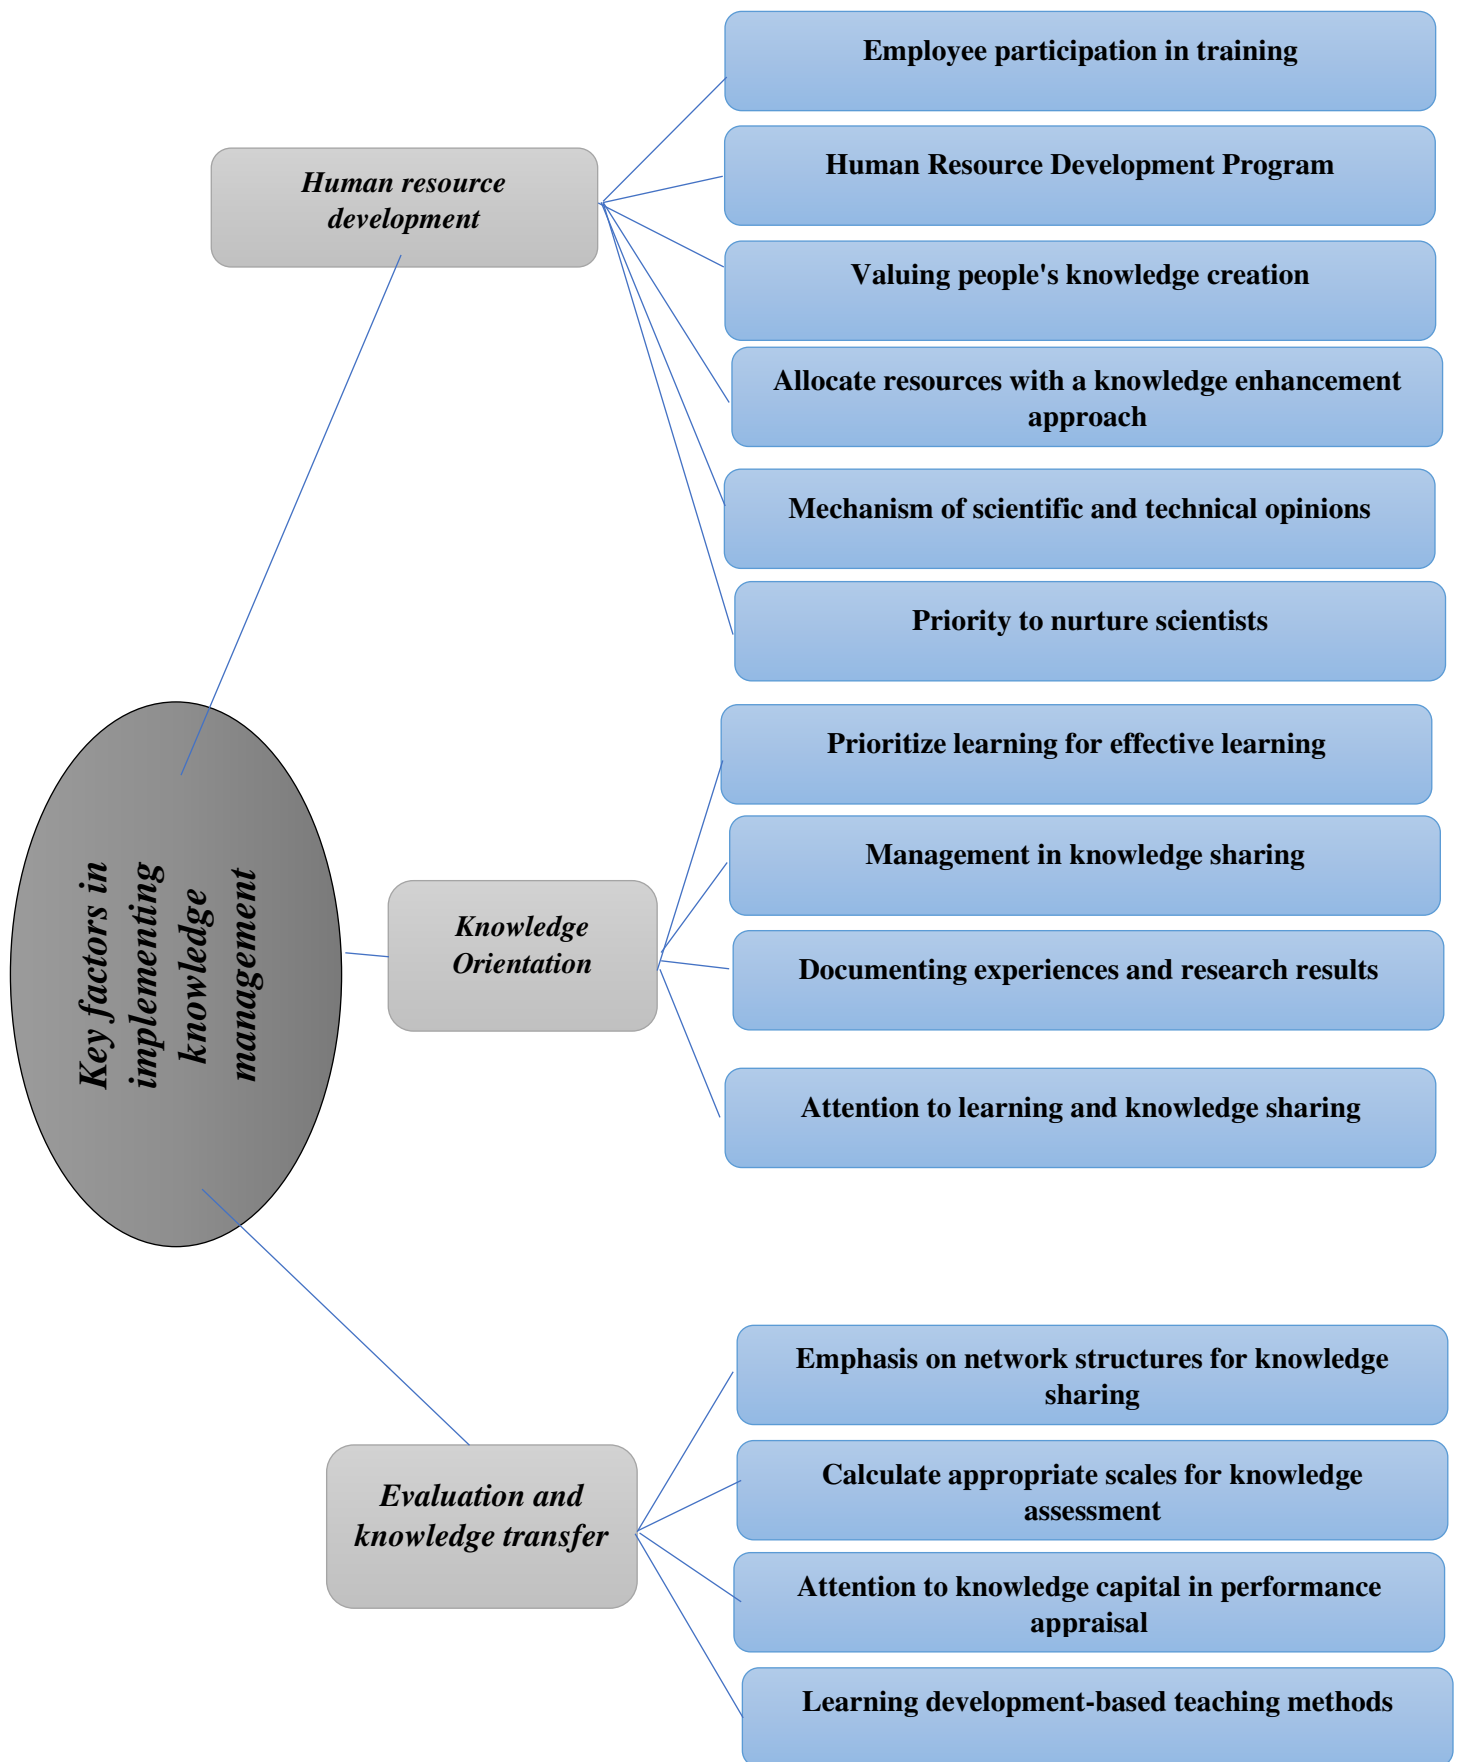 Key factors in
implementing
knowledge
management
Human resource
development
Employee participation in training
Human Resource Development Program
Valuing people's knowledge creation
Allocate resources with a knowledge enhancement
approach
Mechanism of scientific and technical opinions
Priority to nurture scientists
Knowledge
Orientation
Prioritize learning for effective learning
Management in knowledge sharing
Documenting experiences and research results
Attention to learning and knowledge sharing
Evaluation and
knowledge transfer
Emphasis on network structures for knowledge
sharing
Calculate appropriate scales for knowledge
assessment
Attention to knowledge capital in performance
appraisal
Learning development-based teaching methods